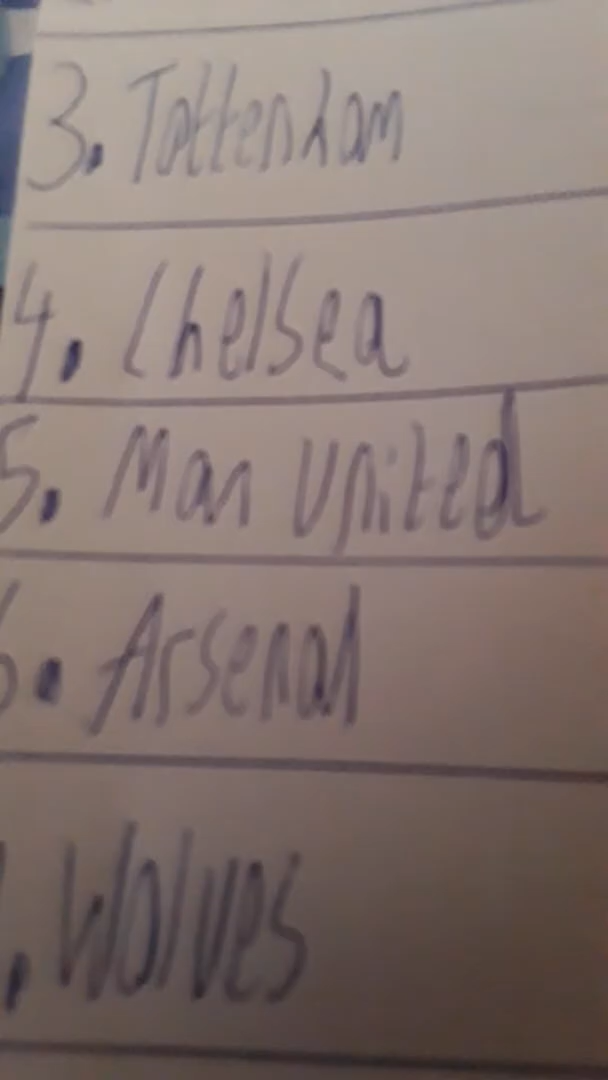 3. Tottenham
4. Chelsea
5. Man United
6. Arsenal
. Wolves